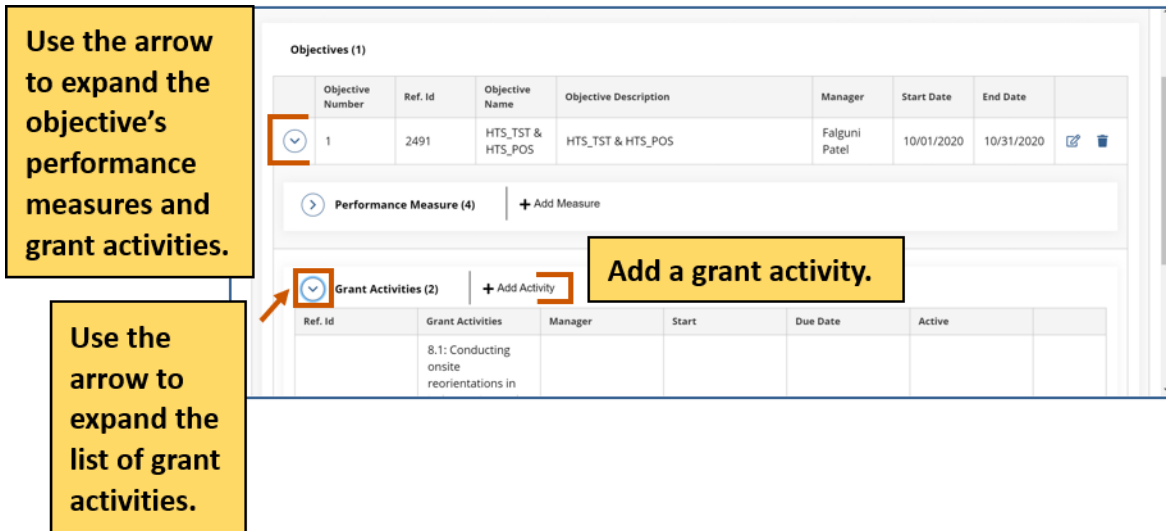 Use the arrow
to expand the
objective's
performance
measures and
grant activities.
Objectives (1)
Objective Number Ref. Id Objective Name Objective Description Manager Start Date End Date
1 2491 HTS_TST & HTS_POS HTS_TST & HTS_POS Falguni Patel 10/01/2020 10/31/2020
Performance Measure (4) + Add Measure
Add a grant activity.
Grant Activities (2) + Add Activity
Ref. Id Grant Activities Manager Start Due Date Active
8.1: Conducting
onsite
reorientations in
Use the
arrow to
expand the
list of grant
activities.